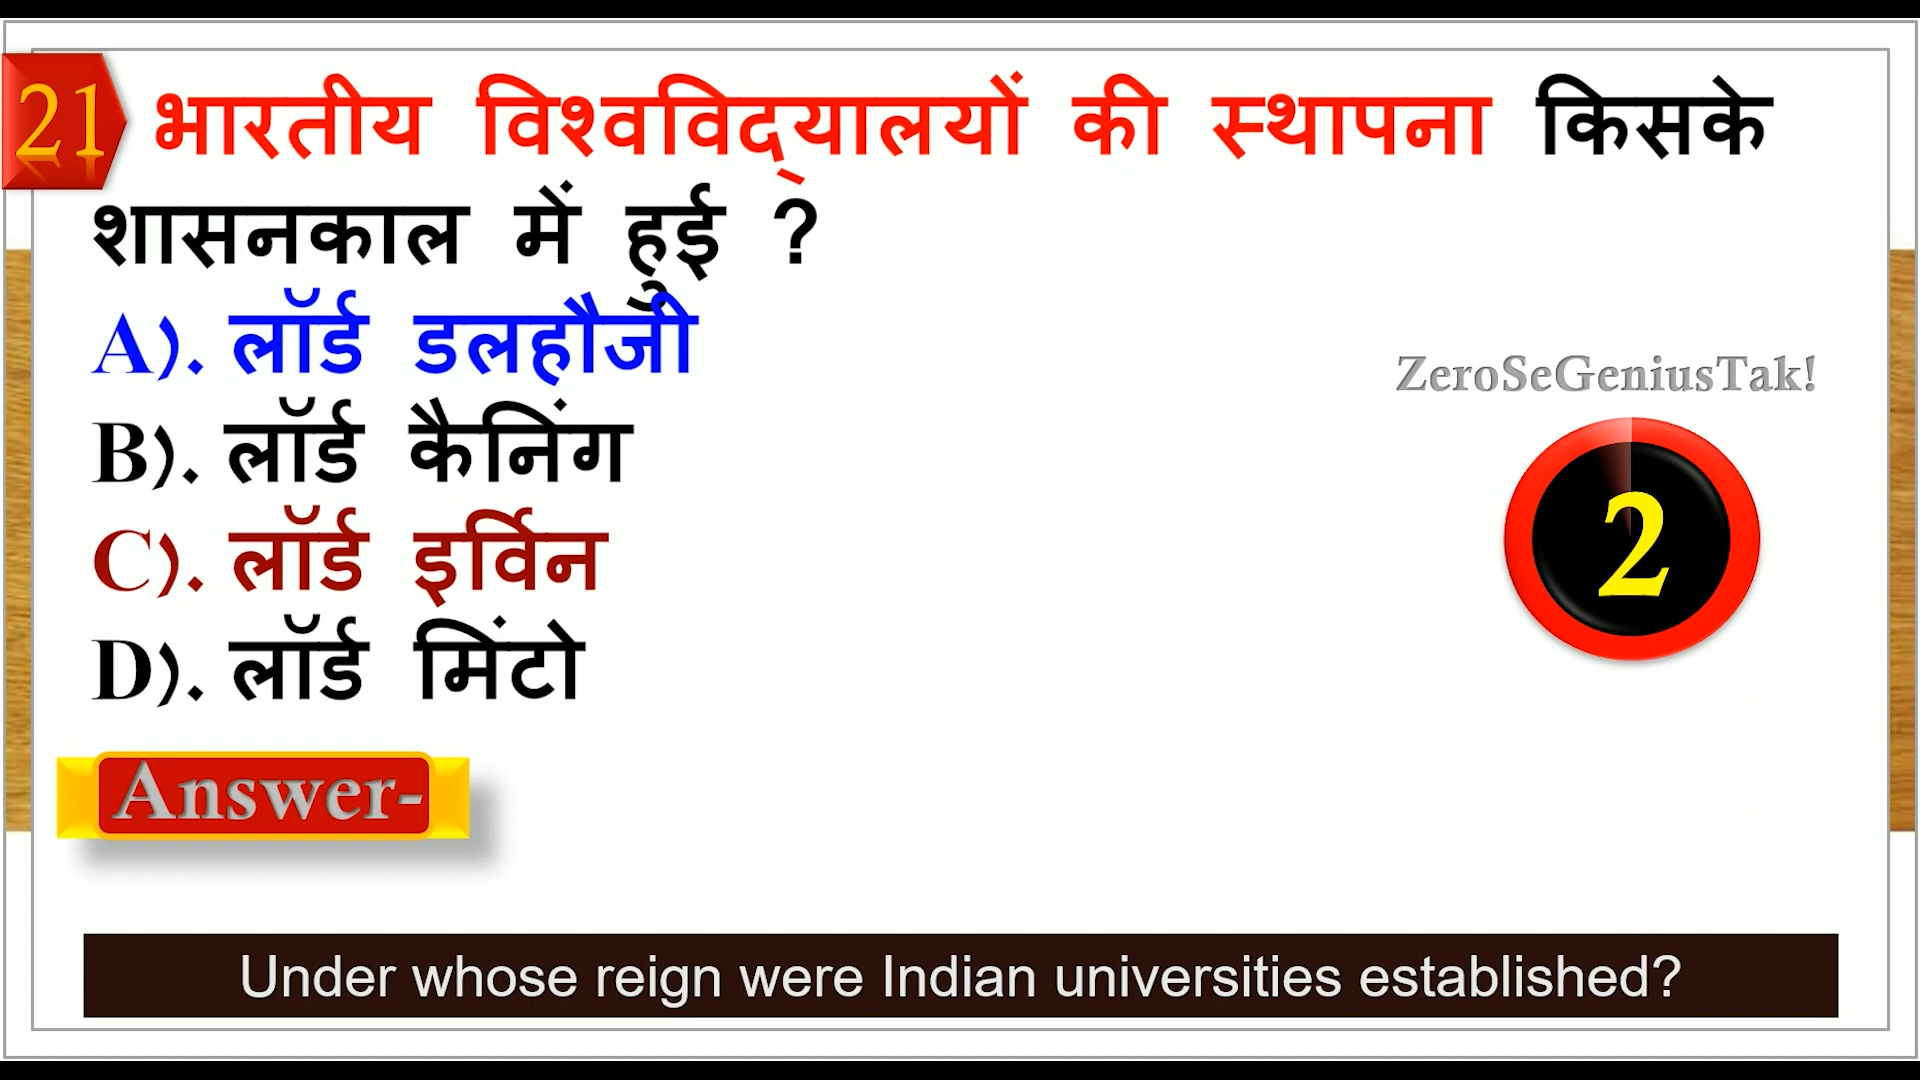 21 भारतीय विश्वविद्यालयों की स्थापना किसके
शासनकाल में हुई ?
A). लॉर्ड डलहौजी
B). लॉर्ड कैनिंग
C). लॉर्ड इर्विन
D). लॉर्ड मिंटो
ZeroSeGeniusTak!
2
Answer-
Under whose reign were Indian universities established?